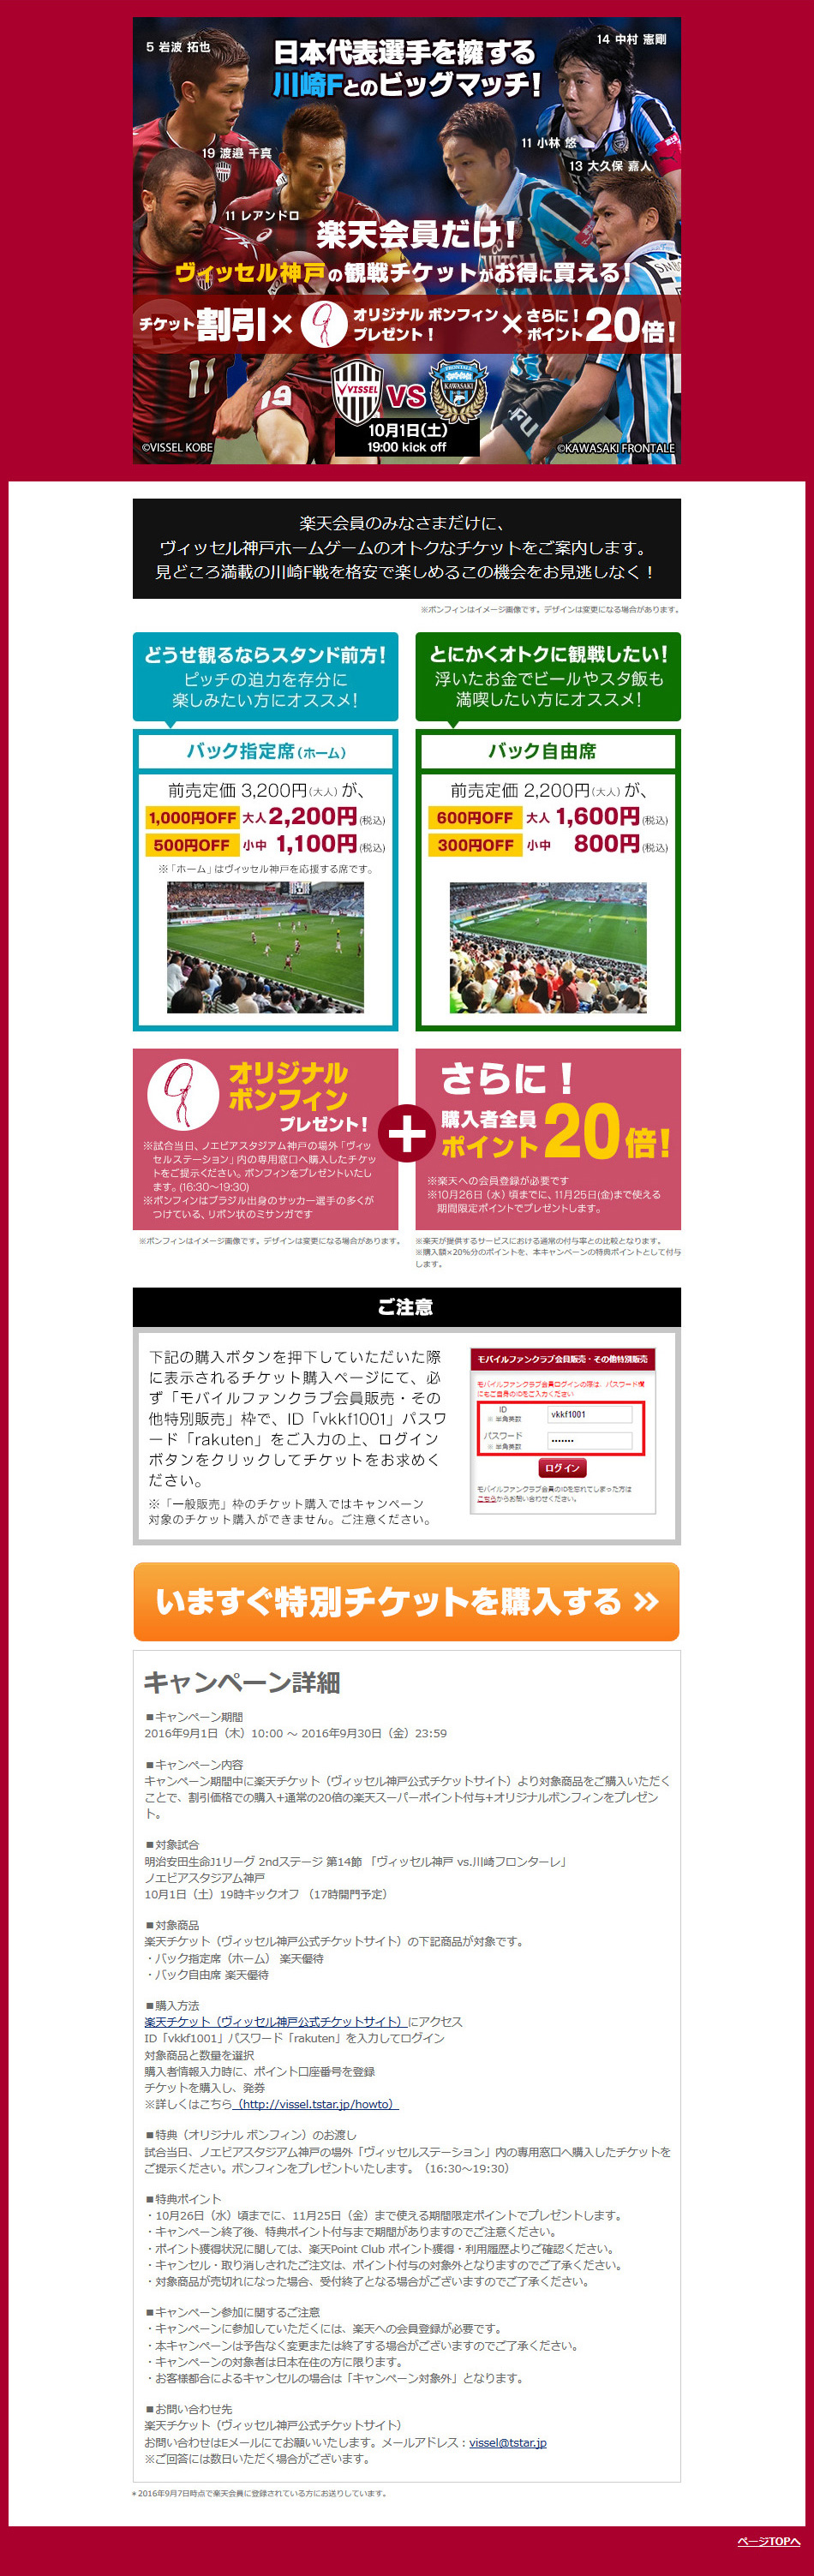 5 岩波 拓也
日本代表選手を擁する
14 中村 憲剛
川崎Fとのビッグマッチ！
11 小林 悠
19 渡邉 千真
13 大久保 嘉人
11 レアンドロ
楽天会員だけ！
ヴィッセル神戸の観戦チケットがお得に買える！
チケット割引×オリジナル ボンフィンプレゼント！×さらに！ポイント20倍！
VISSEL VS FRONTALE KAWASAKI
10月1日(土)
19:00 kick off
©VISSEL KOBE
©KAWASAKI FRONTALE
楽天会員のみなさまだけに、
ヴィッセル神戸ホームゲームのオトクなチケットをご案内します。
見どころ満載の川崎F戦を格安で楽しめるこの機会をお見逃しなく！
※ボンフィンはイメージ画像です。デザインは変更になる場合があります。
どうせ観るならスタンド前方！
ピッチの迫力を存分に
楽しみたい方にオススメ！
バック指定席（ホーム）
前売定価 3,200円（大人）が、
1,000円OFF 大人2,200円(税込)
500円OFF 小中 1,100円(税込)
※「ホーム」はヴィッセル神戸を応援する席です。
とにかくオトクに観戦したい！
浮いたお金でビールやスタ飯も
満喫したい方にオススメ！
バック自由席
前売定価 2,200円（大人）が、
600円OFF 大人 1,600円(税込)
300円OFF 小中 800円(税込)
オリジナル
ボンフィン
プレゼント！
※試合当日、ノエビアスタジアム神戸の場外「ヴィッ
セルステーション」内の専用窓口へ購入したチケッ
トをご提示ください。ボンフィンをプレゼントいたし
ます。(16:30～19:30)
※ボンフィンはブラジル出身のサッカー選手の多くが
つけている、リボン状のミサンガです
※ボンフィンはイメージ画像です。デザインは変更になる場合があります。
+
さらに！
購入者全員
ポイント20倍！
※楽天への会員登録が必要です
※10月26日（水）頃までに、11月25日(金)まで使える
期間限定ポイントでプレゼントします。
※楽天が提供するサービスにおける通常の付与率との比較となります。
※購入額×20%分のポイントを、本キャンペーンの特典ポイントとして付与
します。
ご注意
下記の購入ボタンを押下していただいた際
に表示されるチケット購入ページにて、必
ず「モバイルファンクラブ会員販売・その
他特別販売」枠で、ID「vkkf1001」パスワ
ード「rakuten」をご入力の上、ログイン
ボタンをクリックしてチケットをお求めく
ださい。
※「一般販売」枠のチケット購入ではキャンペーン
対象のチケット購入ができません。ご注意ください。
モバイルファンクラブ会員販売・その他特別販売
モバイルファンクラブ会員ログインの際は、パスワード欄
にもご自身のIDをご入力ください
ID
※ 半角英数
vkkf1001
パスワード
※ 半角英数
•••••••
ログイン
モバイルファンクラブ会員のIDを忘れてしまった方は
こちらからお問い合わせください。
いますぐ特別チケットを購入する »
キャンペーン詳細
■キャンペーン期間
2016年9月1日（木）10:00 ～ 2016年9月30日（金）23:59
■キャンペーン内容
キャンペーン期間中に楽天チケット（ヴィッセル神戸公式チケットサイト）より対象商品をご購入いただく
ことで、割引価格での購入+通常の20倍の楽天スーパーポイント付与+オリジナルボンフィンをプレゼン
ト。
■対象試合
明治安田生命J1リーグ 2ndステージ 第14節 「ヴィッセル神戸 vs.川崎フロンターレ」
ノエビアスタジアム神戸
10月1日（土）19時キックオフ （17時開門予定）
■対象商品
楽天チケット（ヴィッセル神戸公式チケットサイト）の下記商品が対象です。
・バック指定席（ホーム） 楽天優待
・バック自由席 楽天優待
■購入方法
楽天チケット（ヴィッセル神戸公式チケットサイト）にアクセス
ID「vkkf1001」パスワード「rakuten」を入力してログイン
対象商品と数量を選択
購入者情報入力時に、ポイント口座番号を登録
チケットを購入し、発券
※詳しくはこちら（http://vissel.tstar.jp/howto）
■特典（オリジナル ボンフィン）のお渡し
試合当日、ノエビアスタジアム神戸の場外「ヴィッセルステーション」内の専用窓口へ購入したチケットを
ご提示ください。ボンフィンをプレゼントいたします。（16:30～19:30）
■特典ポイント
・10月26日（水）頃までに、11月25日（金）まで使える期間限定ポイントでプレゼントします。
・キャンペーン終了後、特典ポイント付与まで期間がありますのでご注意ください。
・ポイント獲得状況に関しては、楽天Point Club ポイント獲得・利用履歴よりご確認ください。
・キャンセル・取り消しされたご注文は、ポイント付与の対象外となりますのでご了承ください。
・対象商品が売切れになった場合、受付終了となる場合がございますのでご了承ください。
■キャンペーン参加に関するご注意
・キャンペーンに参加していただくには、楽天への会員登録が必要です。
・本キャンペーンは予告なく変更または終了する場合がございますのでご了承ください。
・キャンペーンの対象者は日本在住の方に限ります。
・お客様都合によるキャンセルの場合は「キャンペーン対象外」となります。
■お問い合わせ先
楽天チケット（ヴィッセル神戸公式チケットサイト）
お問い合わせはEメールにてお願いいたします。メールアドレス：vissel@tstar.jp
※ご回答には数日いただく場合がございます。
＊2016年9月7日時点で楽天会員に登録されている方にお送りしています。
ページTOPへ